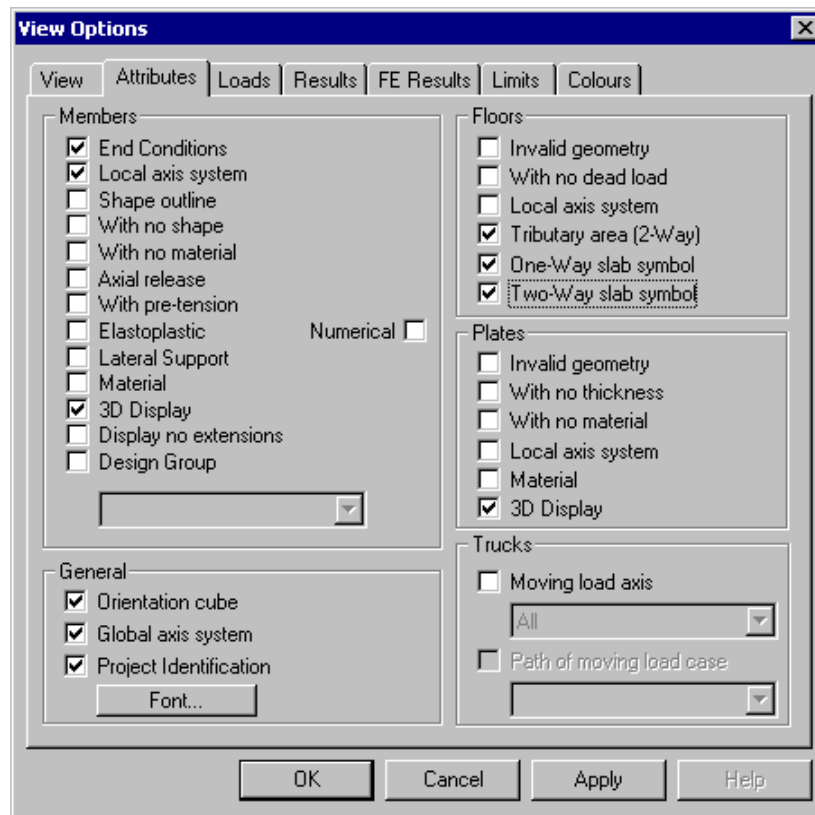 View Options
View Attributes Loads Results FE Results Limits Colours
Members
End Conditions
Local axis system
Shape outline
With no shape
With no material
Axial release
With pre-tension
Elastoplastic Numerical
Lateral Support
Material
3D Display
Display no extensions
Design Group
General
Orientation cube
Global axis system
Project Identification
Font...
Floors
Invalid geometry
With no dead load
Local axis system
Tributary area (2-Way)
One-Way slab symbol
Two-Way slab symbol
Plates
Invalid geometry
With no thickness
With no material
Local axis system
Material
3D Display
Trucks
Moving load axis
All
Path of moving load case
OK Cancel Apply Help